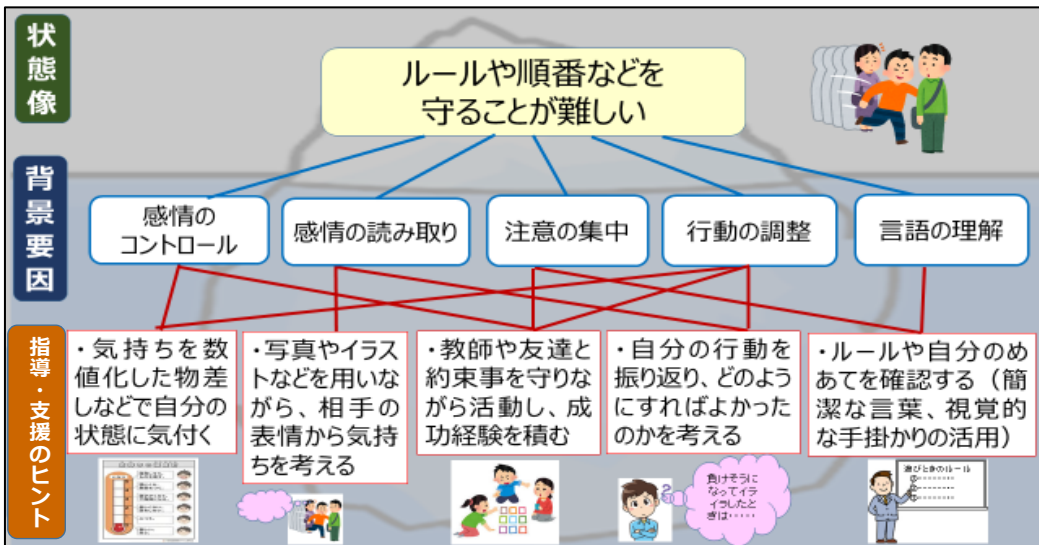 状態像
ルールや順番などを
守ることが難しい
背景要因
感情の
コントロール
感情の読み取り
注意の集中
行動の調整
言語の理解
指導・支援のヒント
・気持ちを数
値化した物差
しなどで自分の
状態に気付く
・写真やイラス
トなどを用いな
がら、相手の
表情から気持
ちを考える
・教師や友達と
約束事を守りな
がら活動し、成
功経験を積む
・自分の行動を
振り返り、どのよう
にすればよかった
のかを考える
・ルールや自分のめ
あてを確認する（簡
潔な言葉、視覚的
な手掛かりの活用）
負けそうに
なってイラ
イラしたと
きは……
遊びときのルール
①…………
②…………
③…………